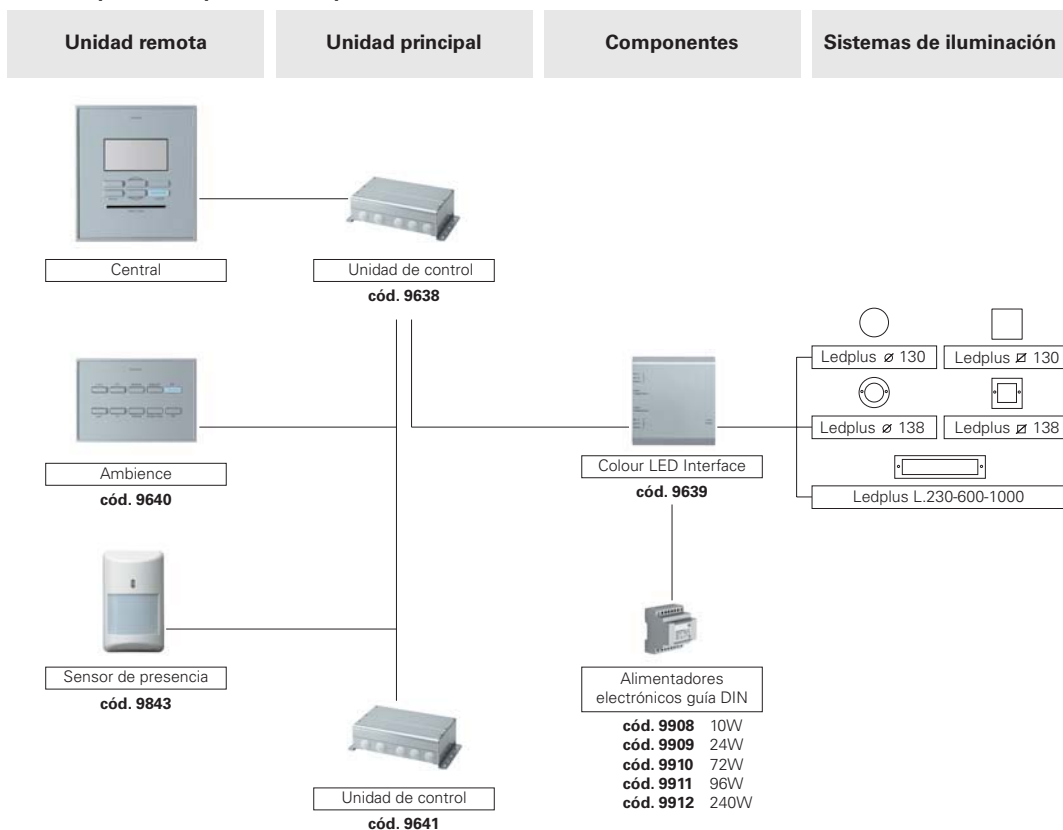 Unidad remota
Unidad principal
Componentes
Sistemas de iluminación
Central
Unidad de control
cód. 9638
Ledplus ⌀ 130
Ledplus ⧄ 130
Ledplus ⌀ 138
Ledplus ⧄ 138
Ledplus L.230-600-1000
Ambience
cód. 9640
Colour LED Interface
cód. 9639
Sensor de presencia
cód. 9843
Alimentadores
electrónicos guía DIN
cód. 9908 10W
cód. 9909 24W
cód. 9910 72W
cód. 9911 96W
cód. 9912 240W
Unidad de control
cód. 9641